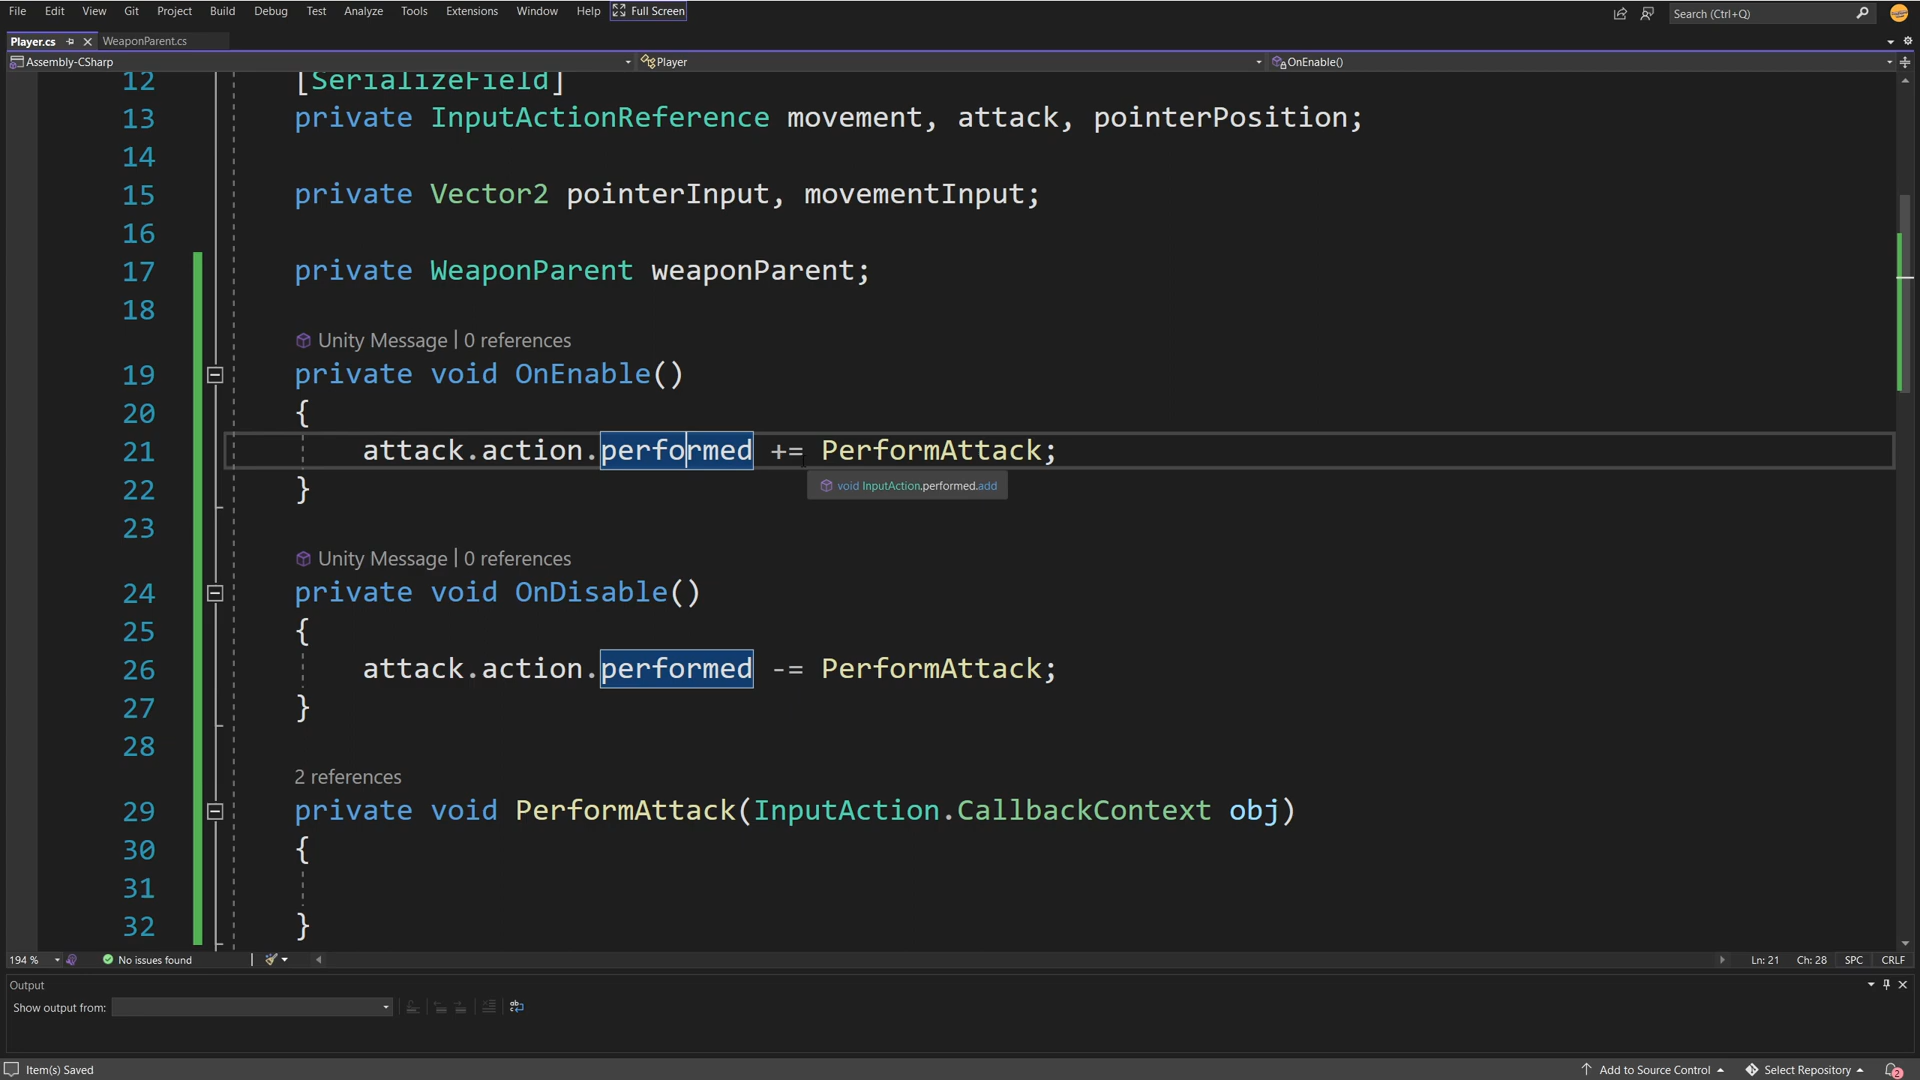 File Edit View Git Project Build Debug Test Analyze Tools Extensions Window Help Full Screen Search (Ctrl+Q)
Player.cs WeaponParent.cs
Assembly-CSharp Player OnEnable()
12 [SerializeField]
13 private InputActionReference movement, attack, pointerPosition;
14
15 private Vector2 pointerInput, movementInput;
16
17 private WeaponParent weaponParent;
18
Unity Message | 0 references
19 private void OnEnable()
20 {
21 attack.action.performed += PerformAttack;
void InputAction.performed.add
22 }
23
Unity Message | 0 references
24 private void OnDisable()
25 {
26 attack.action.performed -= PerformAttack;
27 }
28
2 references
29 private void PerformAttack(InputAction.CallbackContext obj)
30 {
31
32 }
194 % No issues found Ln: 21 Ch: 28 SPC CRLF
Output
Show output from:
Item(s) Saved Add to Source Control Select Repository 2